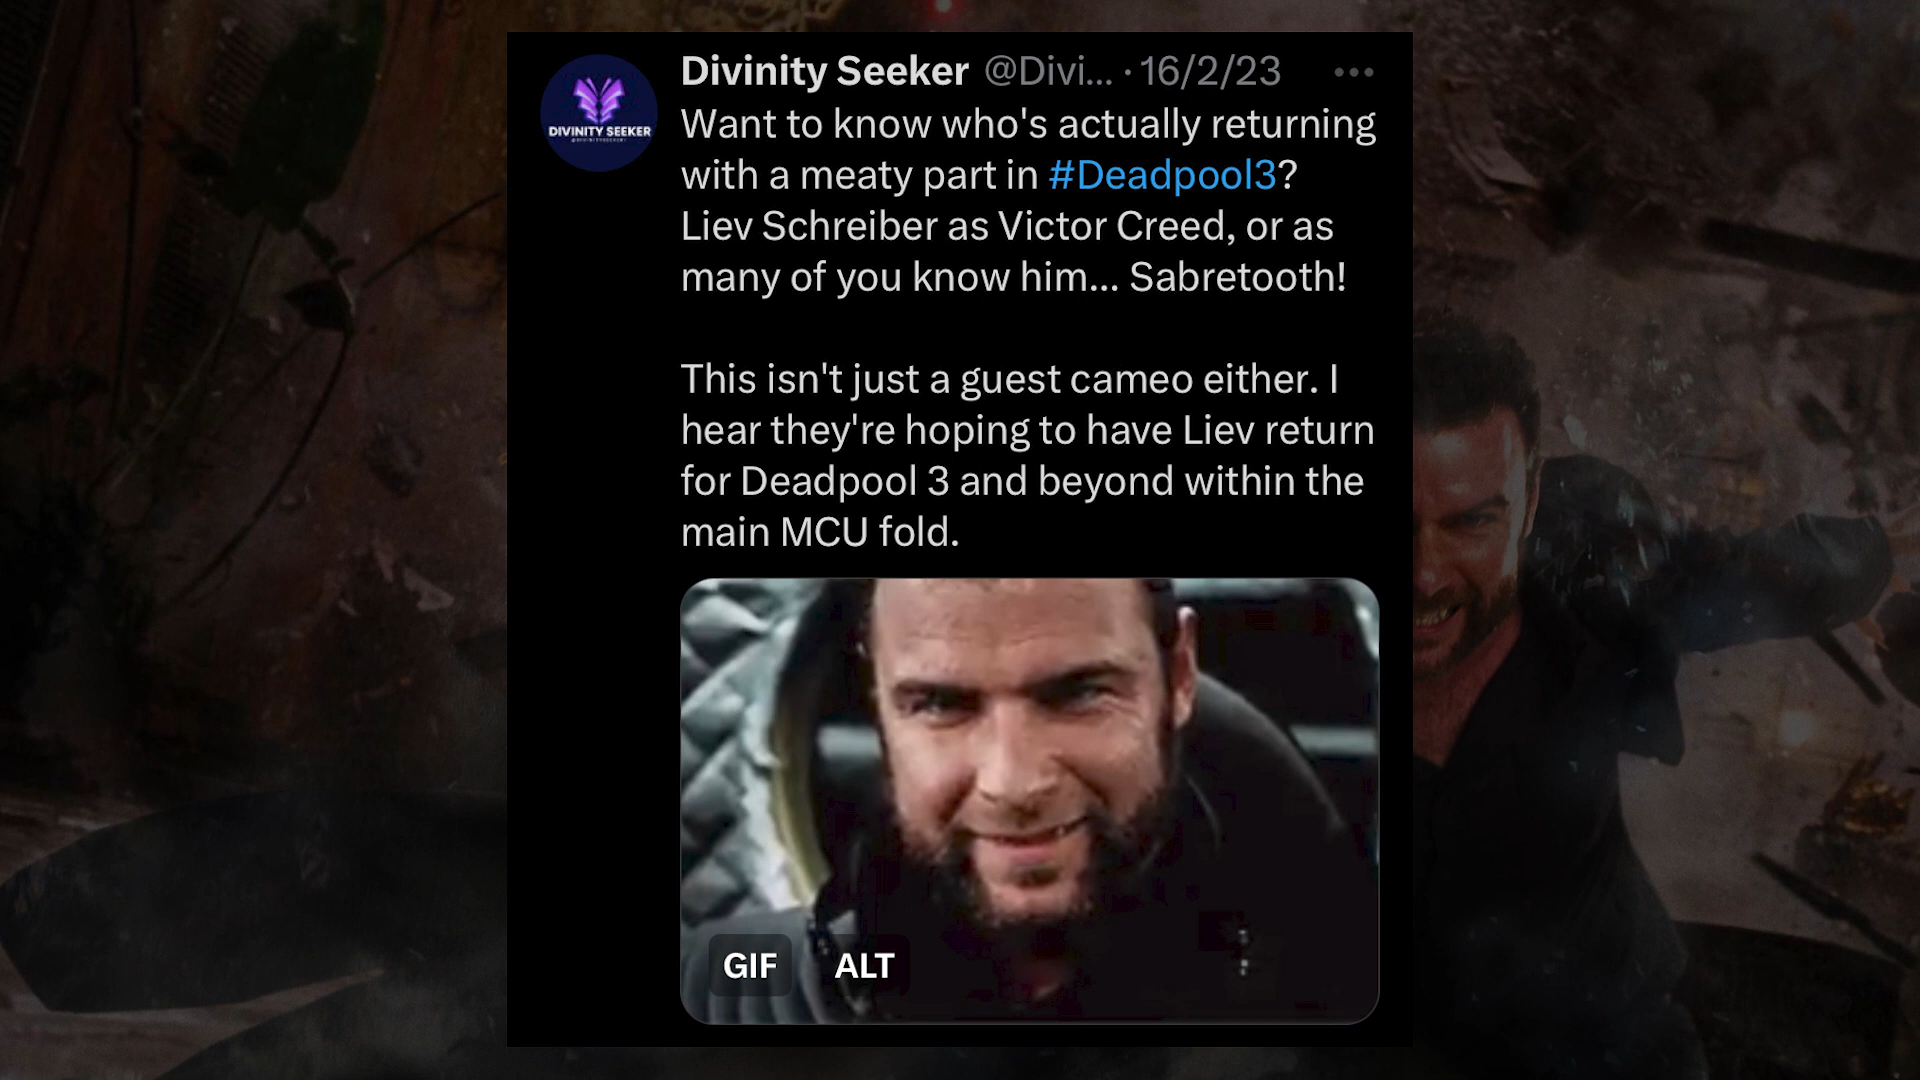 Divinity Seeker @Divi... · 16/2/23
DIVINITY SEEKER
Want to know who's actually returning
with a meaty part in #Deadpool3?
Liev Schreiber as Victor Creed, or as
many of you know him... Sabretooth!
This isn't just a guest cameo either. I
hear they're hoping to have Liev return
for Deadpool 3 and beyond within the
main MCU fold.
GIF ALT